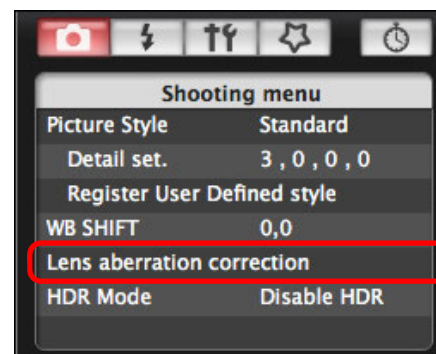 Shooting menu
Picture Style Standard
Detail set. 3 , 0 , 0 , 0
Register User Defined style
WB SHIFT 0,0
Lens aberration correction
HDR Mode Disable HDR